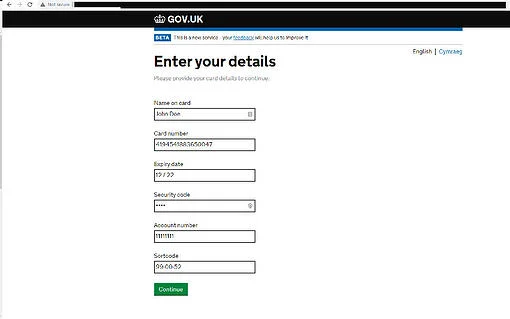 Not secure
GOV.UK
BETA This is a new service - your feedback will help us to improve it
English | Cymraeg
Enter your details
Please provide your card details to continue.
Name on card
John Doe
Card number
4194541883650047
Expiry date
12 / 22
Security code
••••
Account number
11111111
Sortcode
99-00-52
Continue